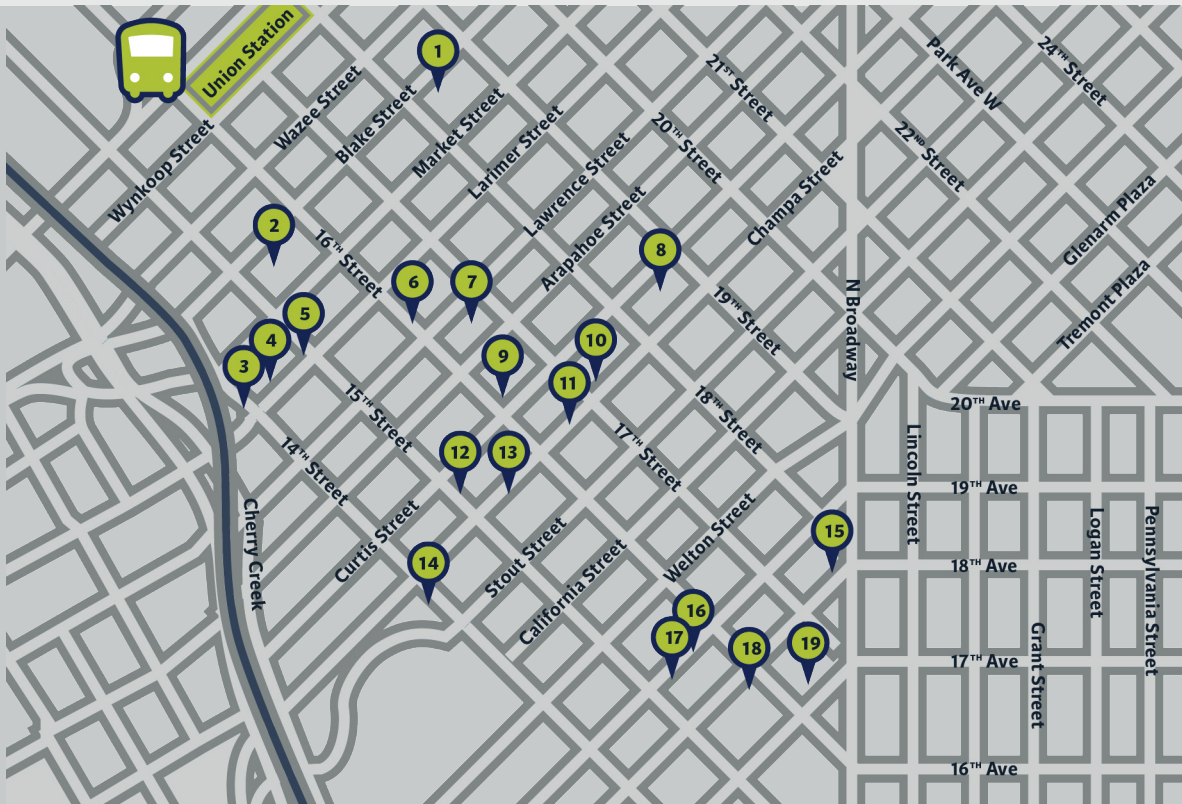 Union Station
1
21ST Street
Park Ave W
24TH Street
Wazee Street
Blake Street
Market Street
Larimer Street
20TH Street
22ND Street
Wynkoop Street
Lawrence Street
Champa Street
Arapahoe Street
Glenarm Plaza
2
16TH Street
8
6
7
19TH Street
N Broadway
Tremont Plaza
5
4
3
9
10
11
15TH Street
18TH Street
20TH Ave
14TH Street
12
13
17TH Street
Lincoln Street
19TH Ave
Cherry Creek
Curtis Street
Stout Street
Welton Street
15
Logan Street
Pennsylvania Street
14
California Street
18TH Ave
16
17
18
19
Grant Street
17TH Ave
16TH Ave